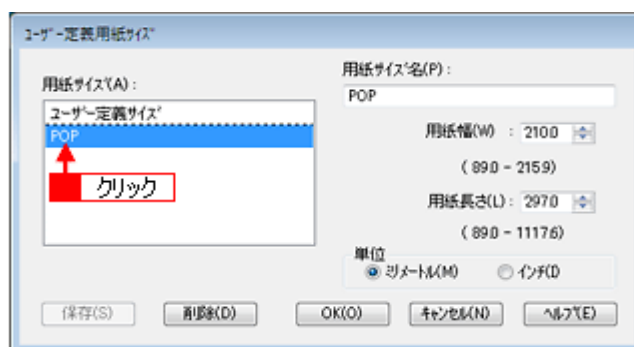 ユーザー定義用紙サイズ
用紙サイズ(A) :
ユーザー定義サイズ
POP
クリック
用紙サイズ名(P) :
POP
用紙幅(W) : 210.0
( 89.0 - 215.9)
用紙長さ(L) : 297.0
( 89.0 - 1117.6)
単位
ミリメートル(M) インチ(I)
保存(S) 削除(D) OK(O) キャンセル(N) ヘルプ(E)